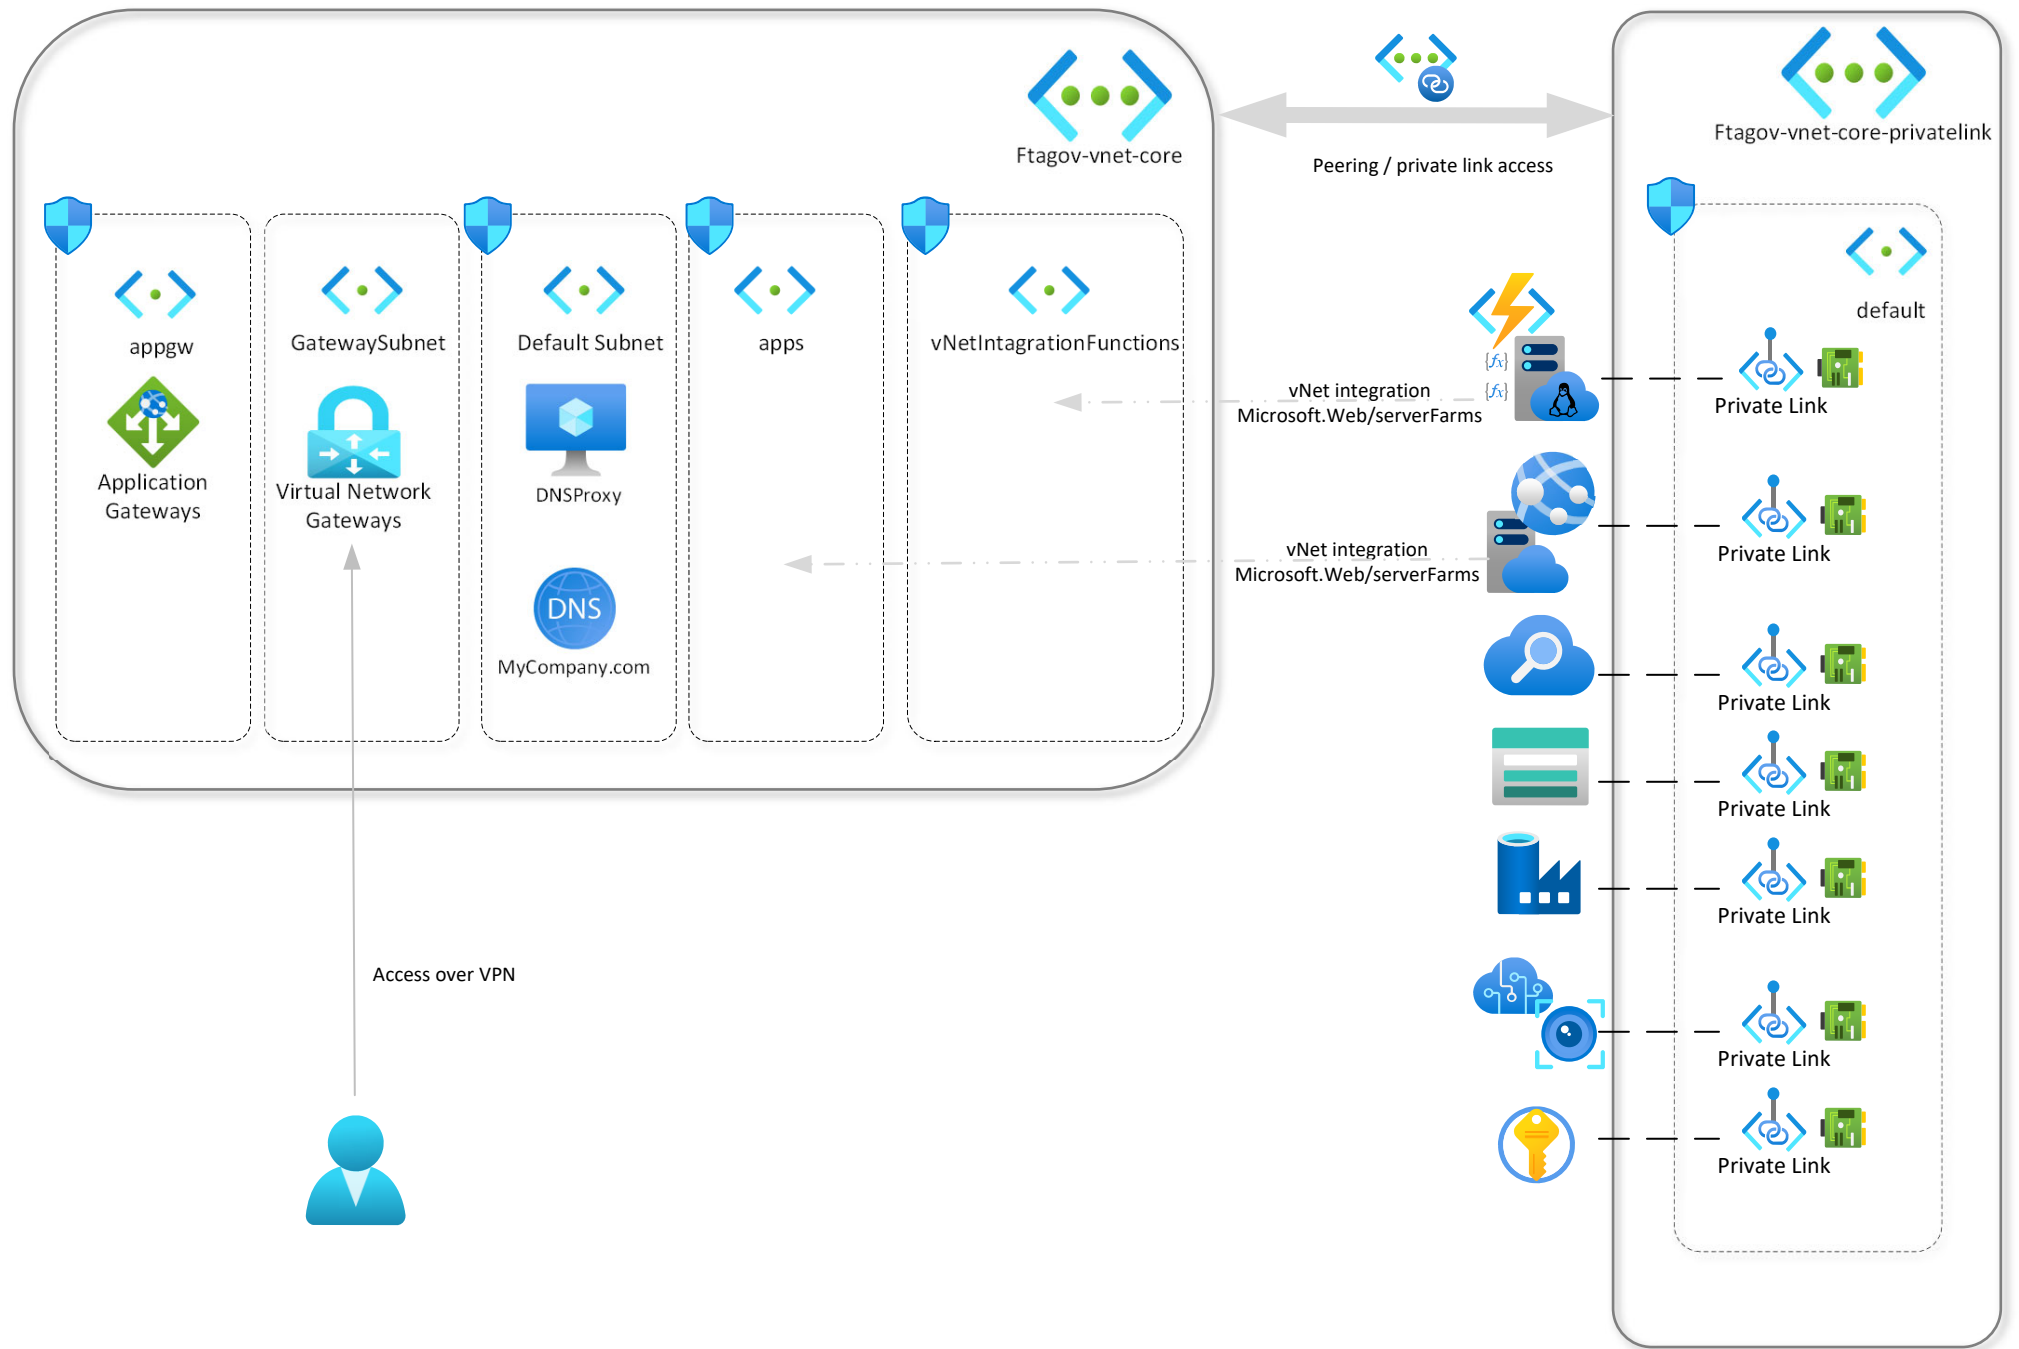 Ftagov-vnet-core
Peering / private link access
Ftagov-vnet-core-privatelink
appgw
Application
Gateways
GatewaySubnet
Virtual Network
Gateways
Default Subnet
DNSProxy
DNS
MyCompany.com
apps
vNetIntagrationFunctions
vNet integration
Microsoft.Web/serverFarms
{fx}
{fx}
vNet integration
Microsoft.Web/serverFarms
default
Private Link
Private Link
Private Link
Private Link
Private Link
Private Link
Private Link
Access over VPN